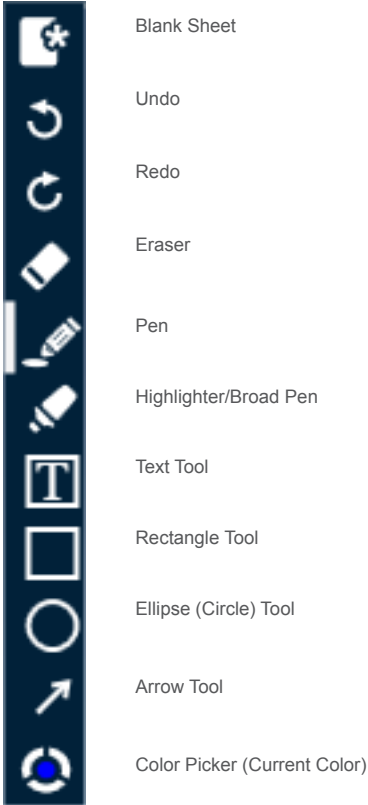 Blank Sheet
Undo
Redo
Eraser
Pen
Highlighter/Broad Pen
T
Text Tool
Rectangle Tool
Ellipse (Circle) Tool
Arrow Tool
Color Picker (Current Color)